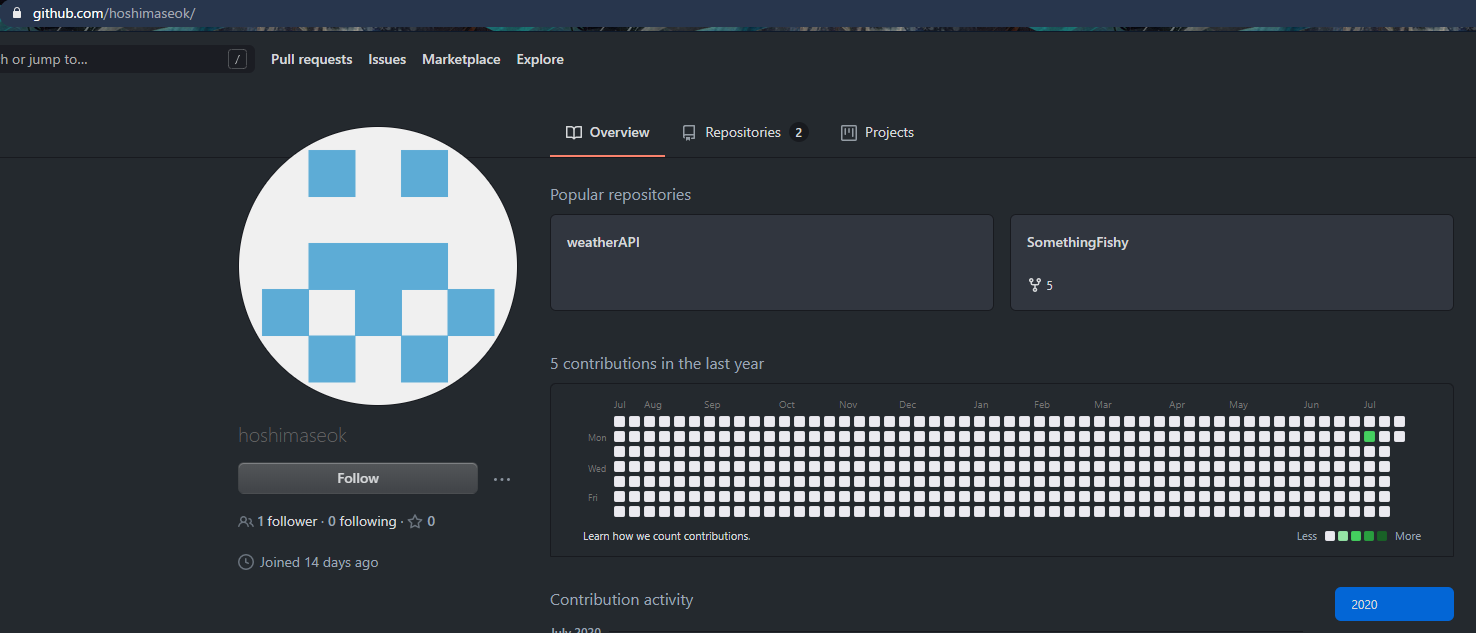 github.com/hoshimaseok/
h or jump to...
/
Pull requests Issues Marketplace Explore
Overview Repositories 2 Projects
Popular repositories
weatherAPI
SomethingFishy
5
5 contributions in the last year
Jul Aug Sep Oct Nov Dec Jan Feb Mar Apr May Jun Jul
Mon
Wed
Fri
Learn how we count contributions.
Less More
hoshimaseok
Follow
...
1 follower · 0 following · 0
Joined 14 days ago
Contribution activity
2020
July 2020